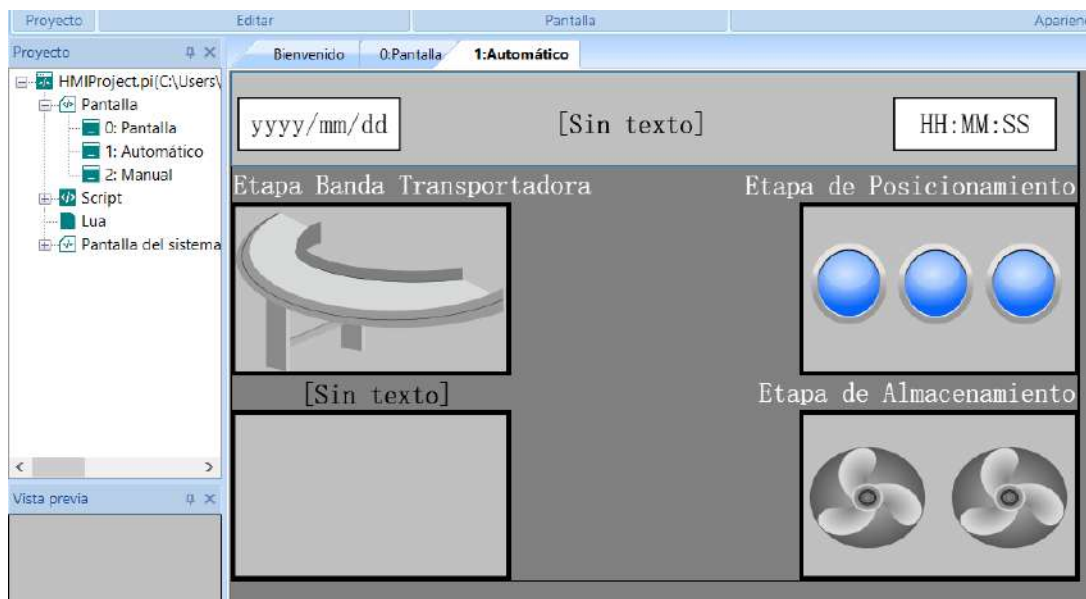 Proyecto Editar Pantalla Aparien
Proyecto
Bienvenido 0:Pantalla 1:Automático
HMIProject.pi(C:\Users\
Pantalla
0: Pantalla
1: Automático
2: Manual
Script
Lua
Pantalla del sistema
yyyy/mm/dd [Sin texto] HH:MM:SS
Etapa Banda Transportadora Etapa de Posicionamiento
[Sin texto] Etapa de Almacenamiento
Vista previa